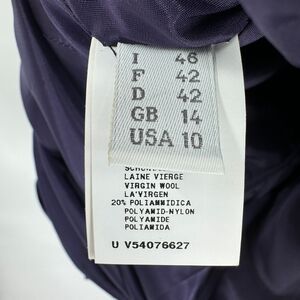 I 46
F 42
D 42
GB 14
USA 10
LAINE VIERGE
VIRGIN WOOL
LA'VIRGEN
20% POLIAMMIDICA
POLYAMID-NYLON
POLYAMIDE
POLIAMIDA
U V54076627